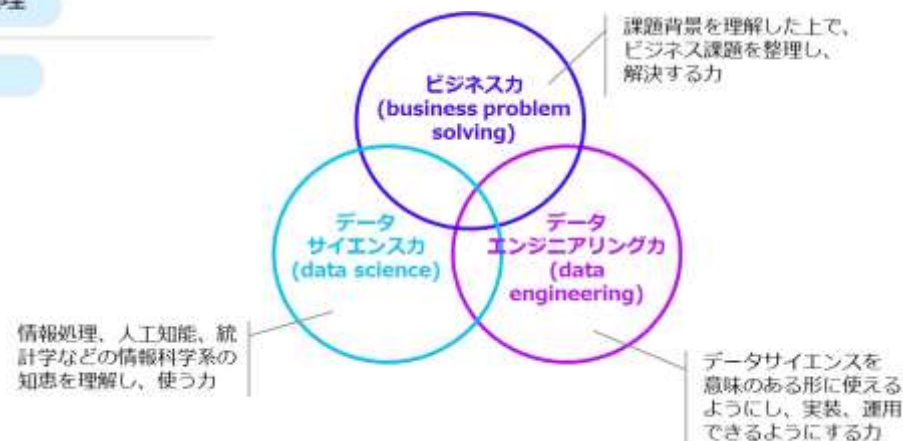 理
課題背景を理解した上で、
ビジネス課題を整理し、
解決する力
ビジネス力
(business problem
solving)
データ
サイエンス力
(data science)
データ
エンジニアリング力
(data
engineering)
情報処理、人工知能、統
計学などの情報科学系の
知恵を理解し、使う力
データサイエンスを
意味のある形に使える
ようにし、実装、運用
できるようにする力